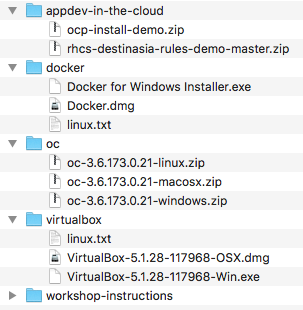 appdev-in-the-cloud
ocp-install-demo.zip
rhcs-destinasia-rules-demo-master.zip
docker
Docker for Windows Installer.exe
Docker.dmg
linux.txt
oc
oc-3.6.173.0.21-linux.zip
oc-3.6.173.0.21-macosx.zip
oc-3.6.173.0.21-windows.zip
virtualbox
linux.txt
VirtualBox-5.1.28-117968-OSX.dmg
VirtualBox-5.1.28-117968-Win.exe
workshop-instructions